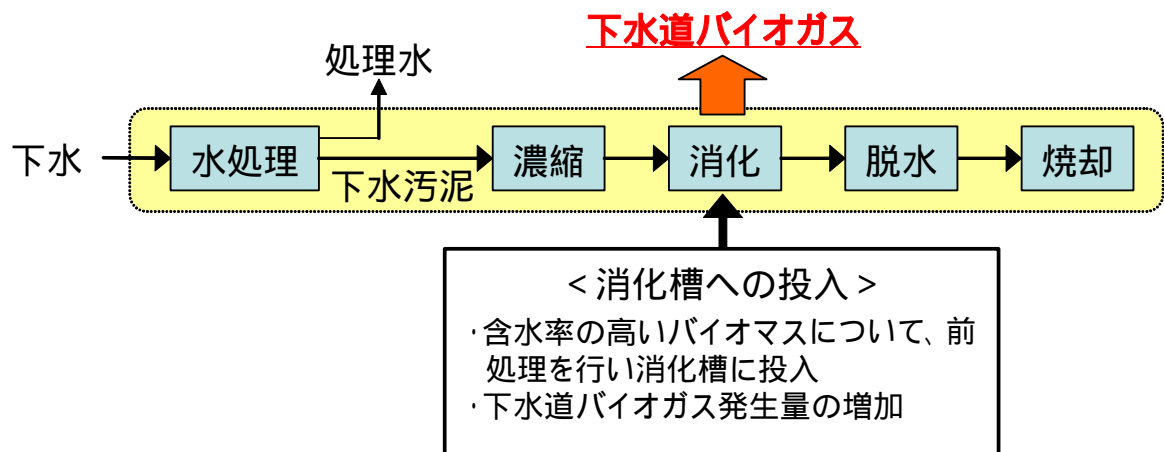 下水道バイオガス
処理水
下水
水処理
濃縮
消化
脱水
焼却
下水汚泥
＜消化槽への投入＞
・含水率の高いバイオマスについて、前
処理を行い消化槽に投入
・下水道バイオガス発生量の増加